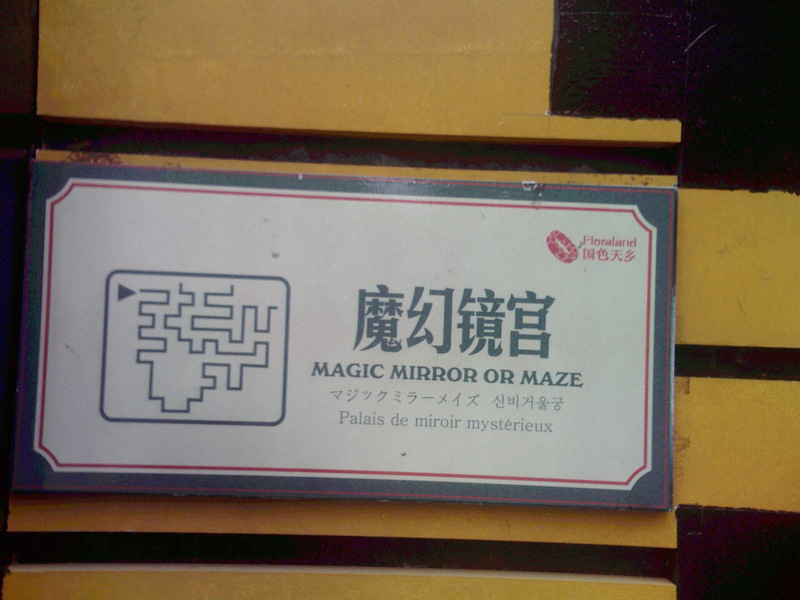 Floraland
国色天乡
魔幻镜宫
MAGIC MIRROR OR MAZE
マジックミラーメイズ 신비거울궁
Palais de miroir mystérieux